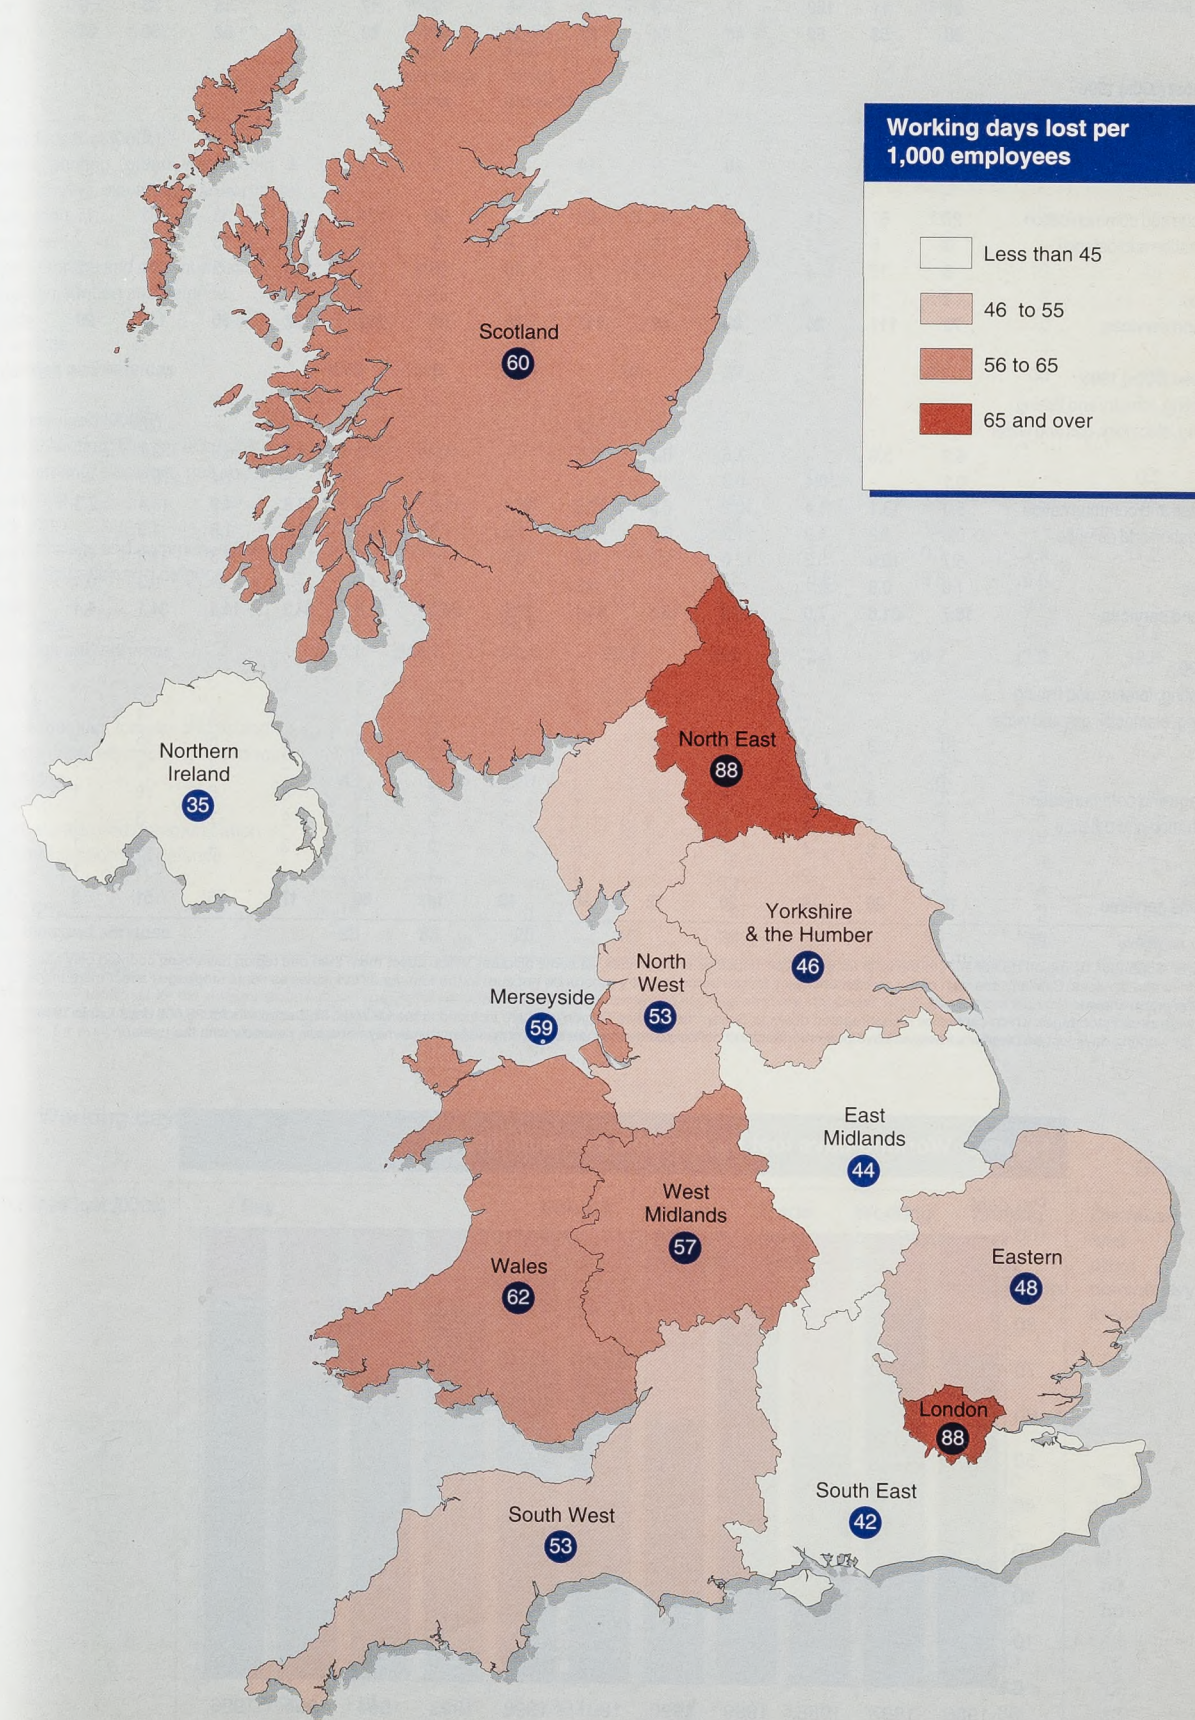 Working days lost per
1,000 employees
Less than 45
46 to 55
56 to 65
65 and over
Scotland
60
Northern
Ireland
35
North East
88
Yorkshire
& the Humber
46
North
West
53
Merseyside
59
East
Midlands
44
West
Midlands
57
Wales
62
Eastern
48
London
88
South East
42
South West
53